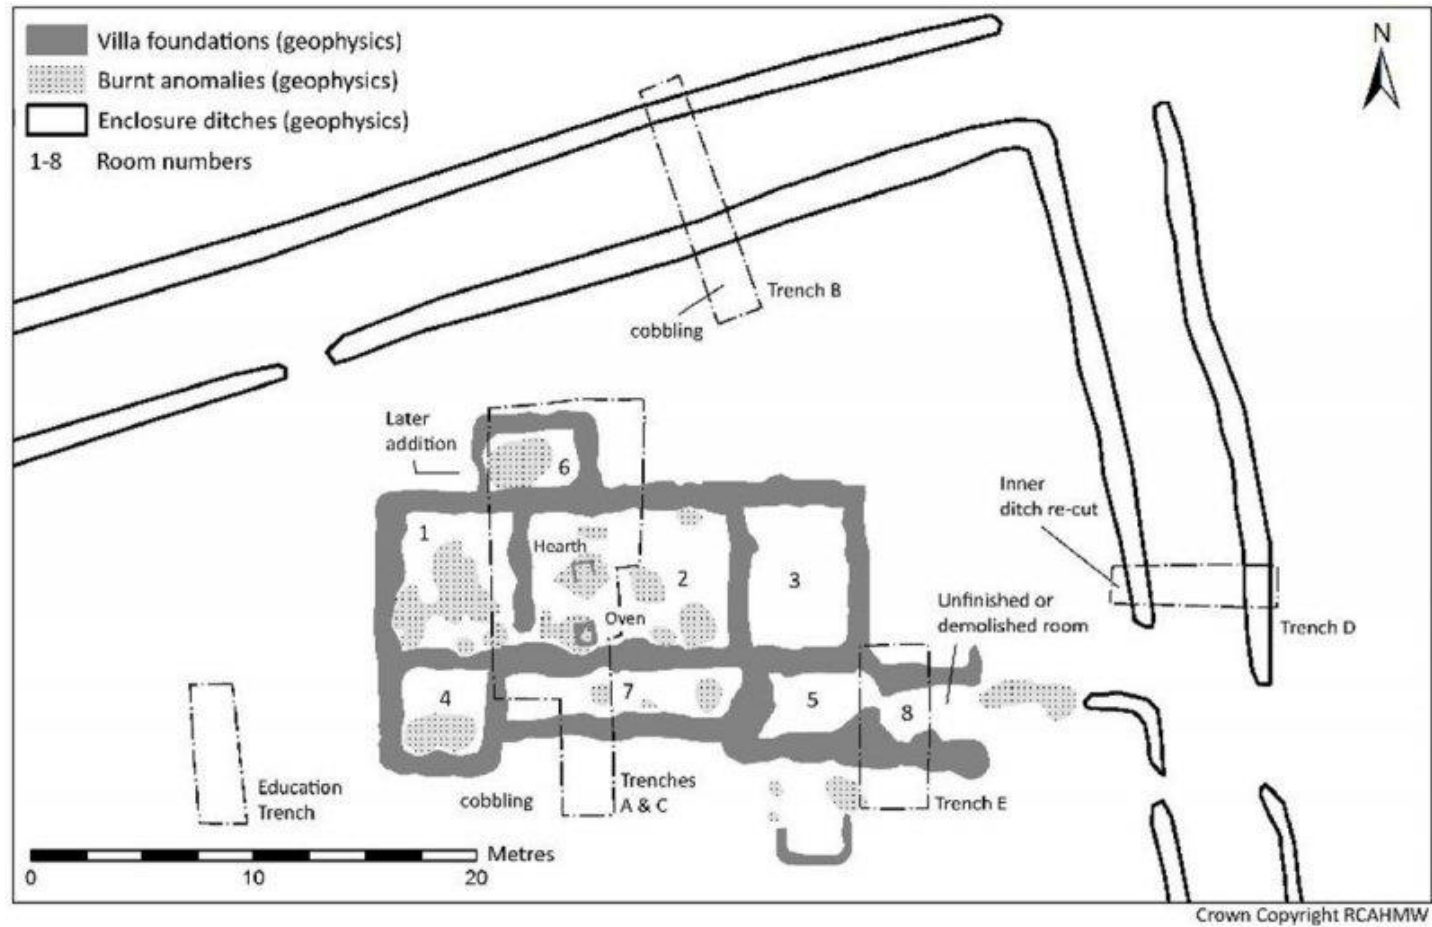 Villa foundations (geophysics)
Burnt anomalies (geophysics)
Enclosure ditches (geophysics)
1-8 Room numbers
N
Trench B
cobbling
Later
addition
6
Inner
ditch re-cut
1
Hearth
2
3
Oven
Unfinished or
demolished room
Trench D
4
7
5
8
Education
Trench
cobbling
Trenches
A & C
Trench E
Metres
0 10 20
Crown Copyright RCAHMW